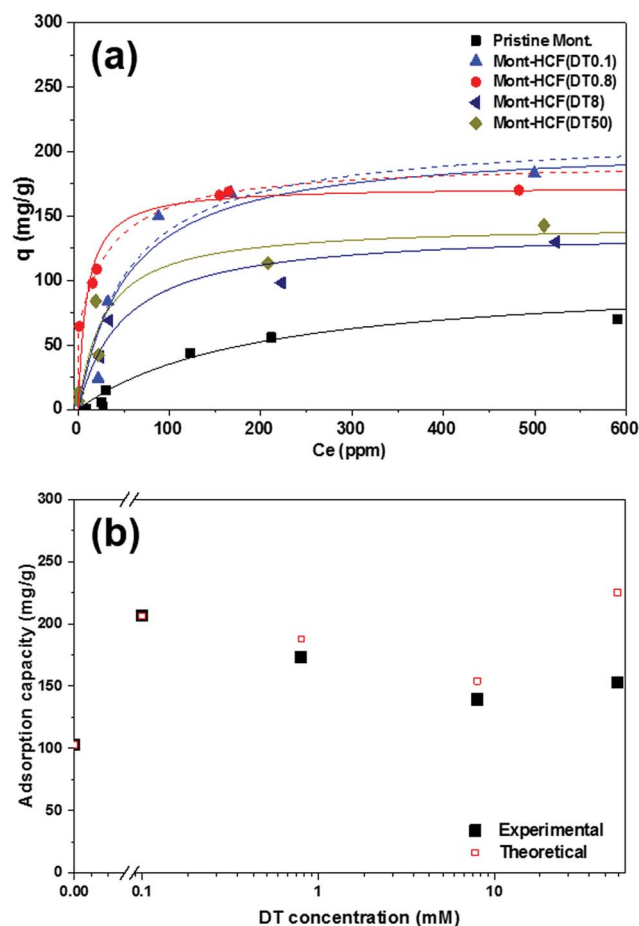 (a)
Pristine Mont.
Mont-HCF(DT0.1)
Mont-HCF(DT0.8)
Mont-HCF(DT8)
Mont-HCF(DT50)
300
250
200
150
100
50
0
q (mg/g)
0 100 200 300 400 500 600
Ce (ppm)
(b)
300
250
200
150
100
50
0
Adsorption capacity (mg/g)
Experimental
Theoretical
0.00 0.1 1 10
DT concentration (mM)